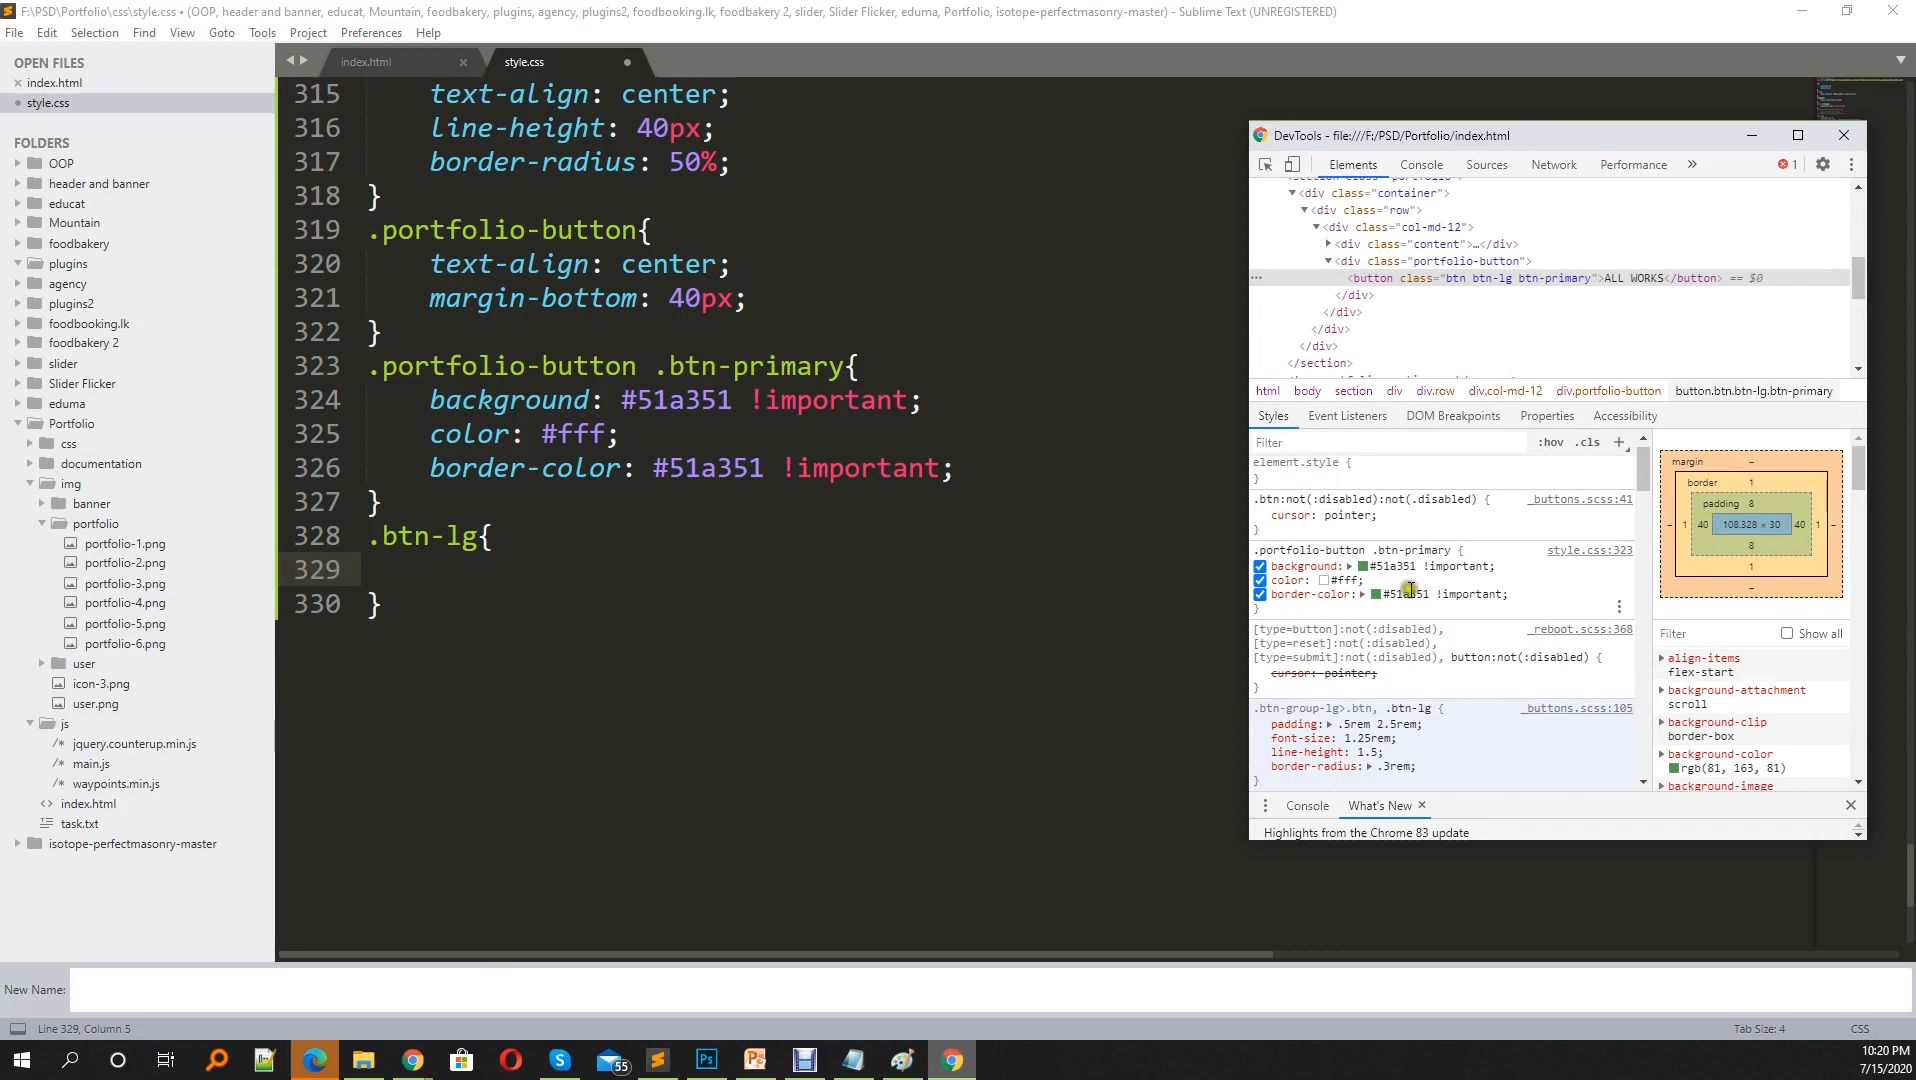 F:\PSD\Portfolio\css\style.css • (OOP, header and banner, educat, Mountain, foodbakery, plugins, agency, plugins2, foodbooking.lk, foodbakery 2, slider, Slider Flicker, eduma, Portfolio, isotope-perfectmasonry-master) - Sublime Text (UNREGISTERED)
File Edit Selection Find View Goto Tools Project Preferences Help
OPEN FILES
index.html
style.css
FOLDERS
OOP
header and banner
educat
Mountain
foodbakery
plugins
agency
plugins2
foodbooking.lk
foodbakery 2
slider
Slider Flicker
eduma
Portfolio
css
documentation
img
banner
portfolio
portfolio-1.png
portfolio-2.png
portfolio-3.png
portfolio-4.png
portfolio-5.png
portfolio-6.png
user
icon-3.png
user.png
js
/* jquery.counterup.min.js
/* main.js
/* waypoints.min.js
<> index.html
task.txt
isotope-perfectmasonry-master
index.html × style.css •
315 text-align: center;
316 line-height: 40px;
317 border-radius: 50%;
318 }
319 .portfolio-button{
320 text-align: center;
321 margin-bottom: 40px;
322 }
323 .portfolio-button .btn-primary{
324 background: #51a351 !important;
325 color: #fff;
326 border-color: #51a351 !important;
327 }
328 .btn-lg{
329
330 }
DevTools - file:///F:/PSD/Portfolio/index.html
Elements Console Sources Network Performance » 1
<div class="container">
<div class="row">
<div class="col-md-12">
<div class="content">…</div>
<div class="portfolio-button">
<button class="btn btn-lg btn-primary">ALL WORKS</button> == $0
</div>
</div>
</div>
</div>
</section>
html body section div div.row div.col-md-12 div.portfolio-button button.btn.btn-lg.btn-primary
Styles Event Listeners DOM Breakpoints Properties Accessibility
Filter :hov .cls +
element.style {
}
.btn:not(:disabled):not(.disabled) { _buttons.scss:41
cursor: pointer;
}
.portfolio-button .btn-primary { style.css:323
background: #51a351 !important;
color: #fff;
border-color: #51a351 !important;
}
[type=button]:not(:disabled), _reboot.scss:368
[type=reset]:not(:disabled),
[type=submit]:not(:disabled), button:not(:disabled) {
cursor: pointer;
}
.btn-group-lg>.btn, .btn-lg { _buttons.scss:105
padding: .5rem 2.5rem;
font-size: 1.25rem;
line-height: 1.5;
border-radius: .3rem;
}
margin –
border 1
padding 8
– 1 40 108.328 × 30 40 1 –
8
1
–
Filter Show all
align-items
flex-start
background-attachment
scroll
background-clip
border-box
background-color
rgb(81, 163, 81)
background-image
Console What's New ×
Highlights from the Chrome 83 update
New Name:
Line 329, Column 5 Tab Size: 4 CSS
55
10:20 PM
7/15/2020